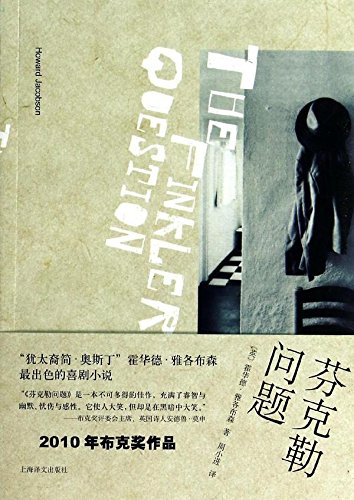 Howard Jacobson
THE
FINKLER
QUESTION
芬克勒
问题
〔英〕霍华德·雅各布森 著
周小进 译
“犹太裔简·奥斯丁”霍华德·雅各布森
最出色的喜剧小说
“《芬克勒问题》是一本不可多得的佳作，充满了睿智与
幽默、忧伤与感性。它使人大笑，但却是在黑暗中大笑。”
——布克奖评委会主席、英国诗人安德鲁·莫申
2010年布克奖作品
上海译文出版社